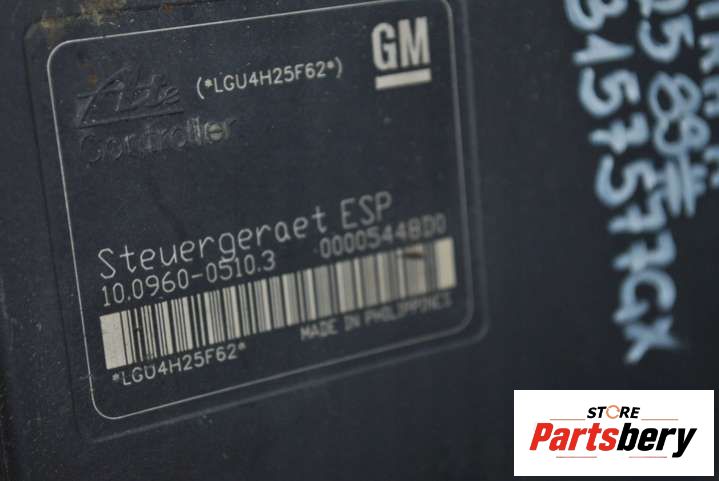 GM
(*LGU4H25F62*)
Ate
Controller
Steuergeraet ESP
10.0960-0510.3 00005448D0
MADE IN PHILIPPINES
*LGU4H25F62*
STORE
Partsbery